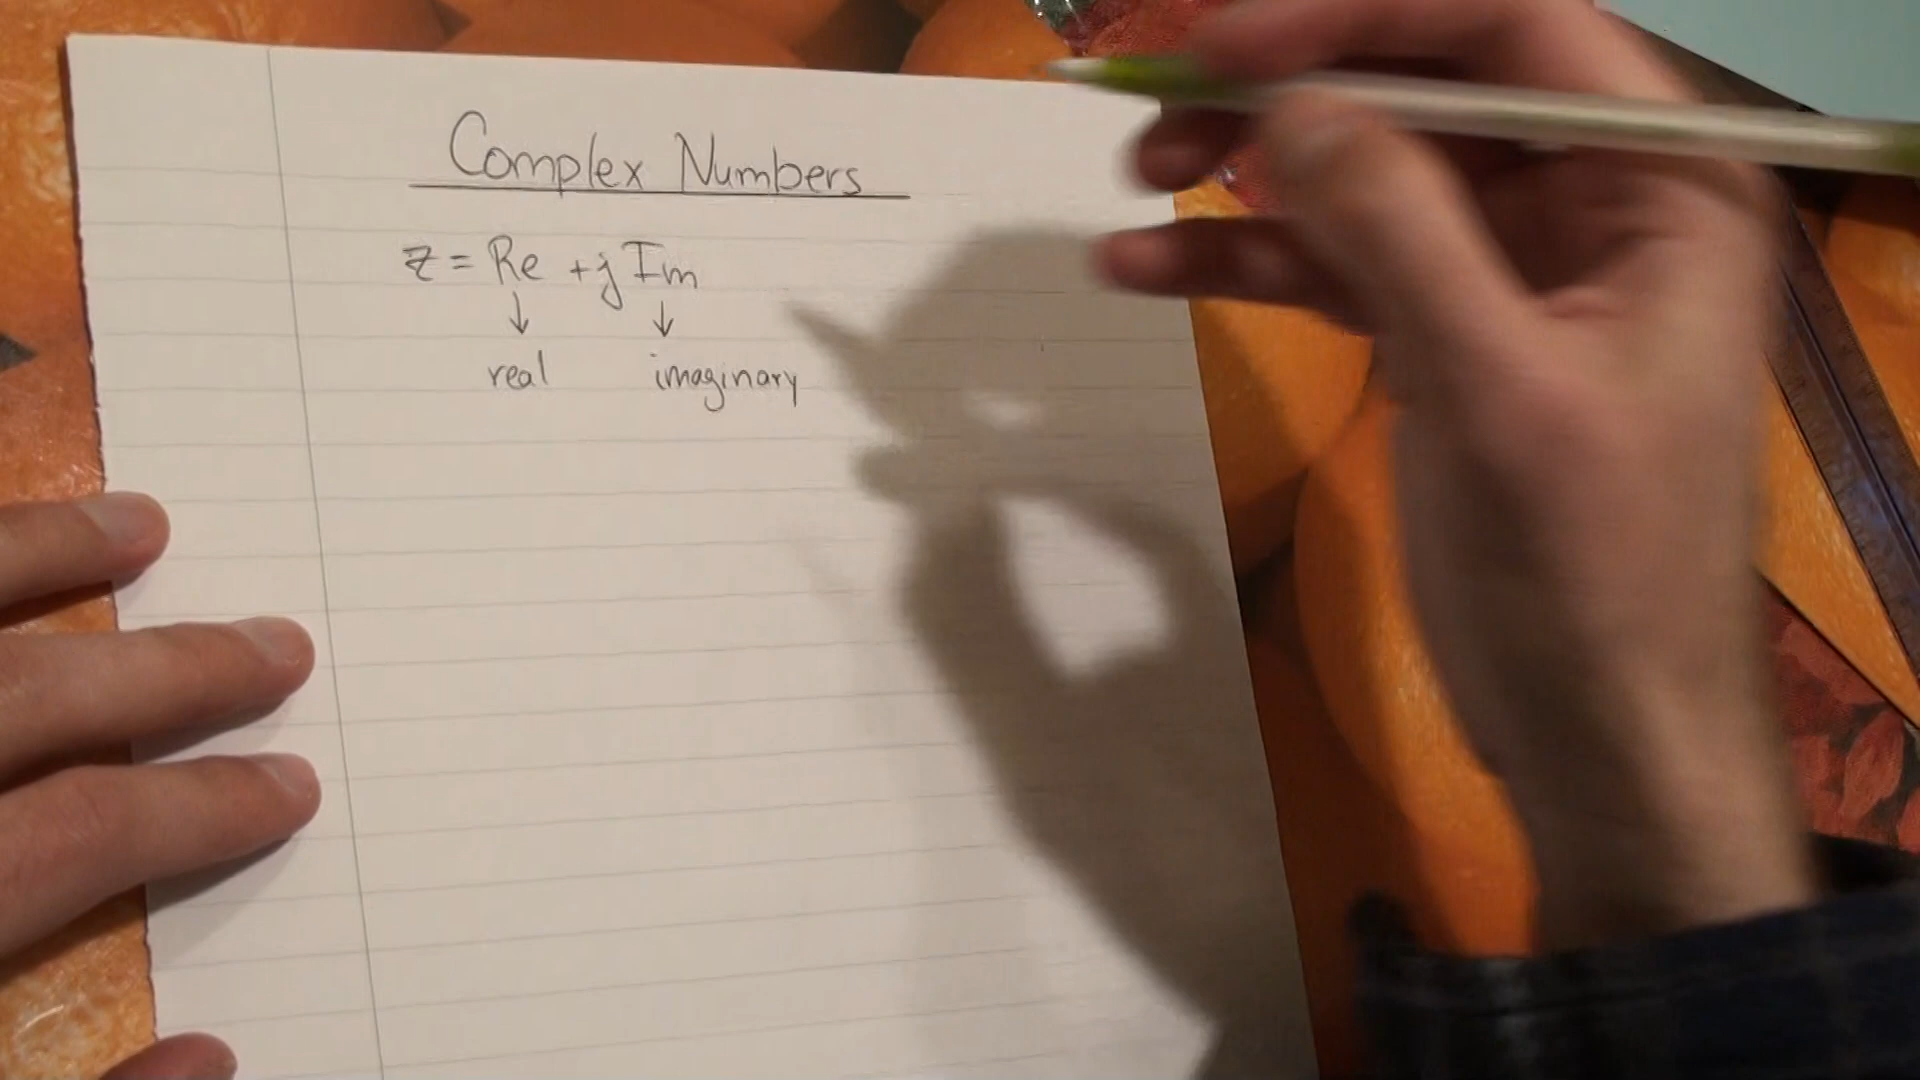 Complex Numbers
z = Re + j Im
↓ ↓
real imaginary